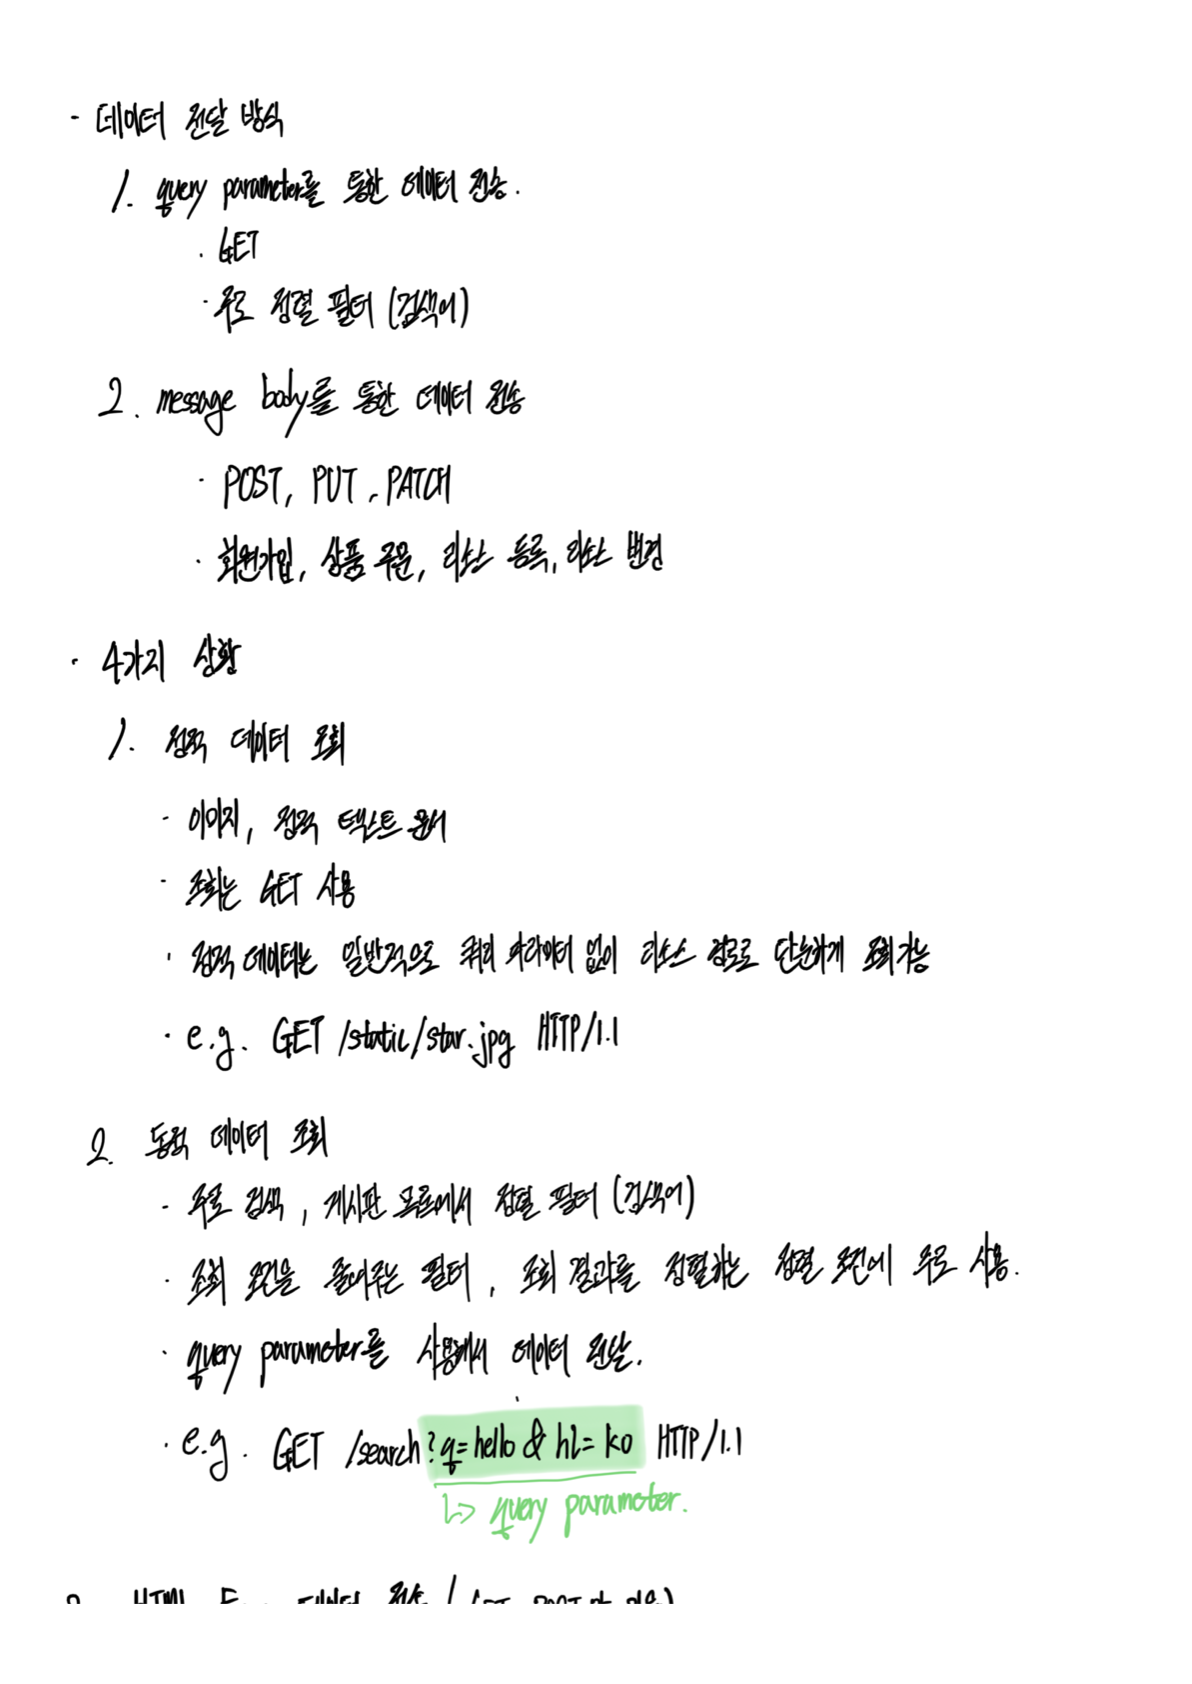 - 데이터 전달 방식
1. query parameter를 통한 데이터 전송.
· GET
· 주로 정렬 필터 (검색어)
2. message body를 통한 데이터 전송
· POST, PUT, PATCH
· 회원가입, 상품 주문, 리소스 등록, 리소스 변경
· 4가지 상황
1. 정적 데이터 조회
· 이미지, 정적 텍스트 문서
· 조회는 GET 사용
· 정적 데이터는 일반적으로 쿼리 파라미터 없이 리소스 경로로 단순하게 조회 가능
· e.g. GET /static/star.jpg HTTP/1.1
2. 동적 데이터 조회
· 주로 검색, 게시판 목록에서 정렬 필터 (검색어)
· 조회 조건을 줄여주는 필터, 조회 결과를 정렬하는 정렬 조건에 주로 사용.
· query parameter를 사용해서 데이터 전달.
· e.g. GET /search?q=hello & hl=ko HTTP/1.1
↳ query parameter.
HTML 데이터 전송